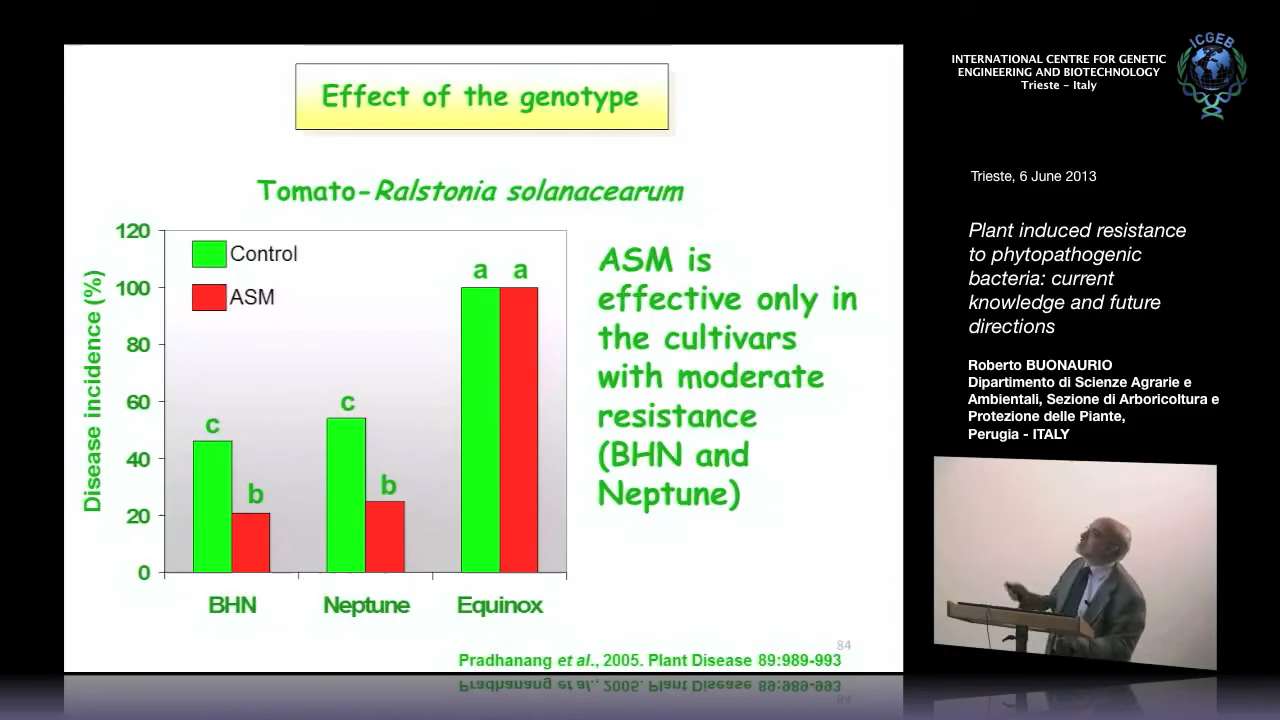 Effect of the genotype
Tomato-Ralstonia solanacearum
120
100
80
60
40
20
0
Disease incidence (%)
Control
ASM
c
b
c
b
a
a
BHN
Neptune
Equinox
ASM is
effective only in
the cultivars
with moderate
resistance
(BHN and
Neptune)
84
Pradhanang et al., 2005. Plant Disease 89:989-993
INTERNATIONAL CENTRE FOR GENETIC
ENGINEERING AND BIOTECHNOLOGY
Trieste - Italy
ICGEB
Trieste, 6 June 2013
Plant induced resistance
to phytopathogenic
bacteria: current
knowledge and future
directions
Roberto BUONAURIO
Dipartimento di Scienze Agrarie e
Ambientali, Sezione di Arboricoltura e
Protezione delle Piante,
Perugia - ITALY